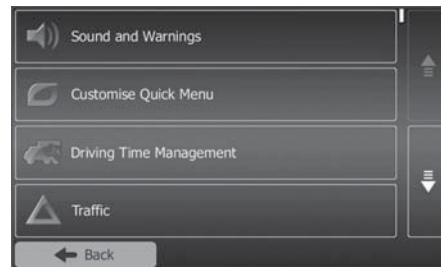 Sound and Warnings
Customise Quick Menu
Driving Time Management
Traffic
Back